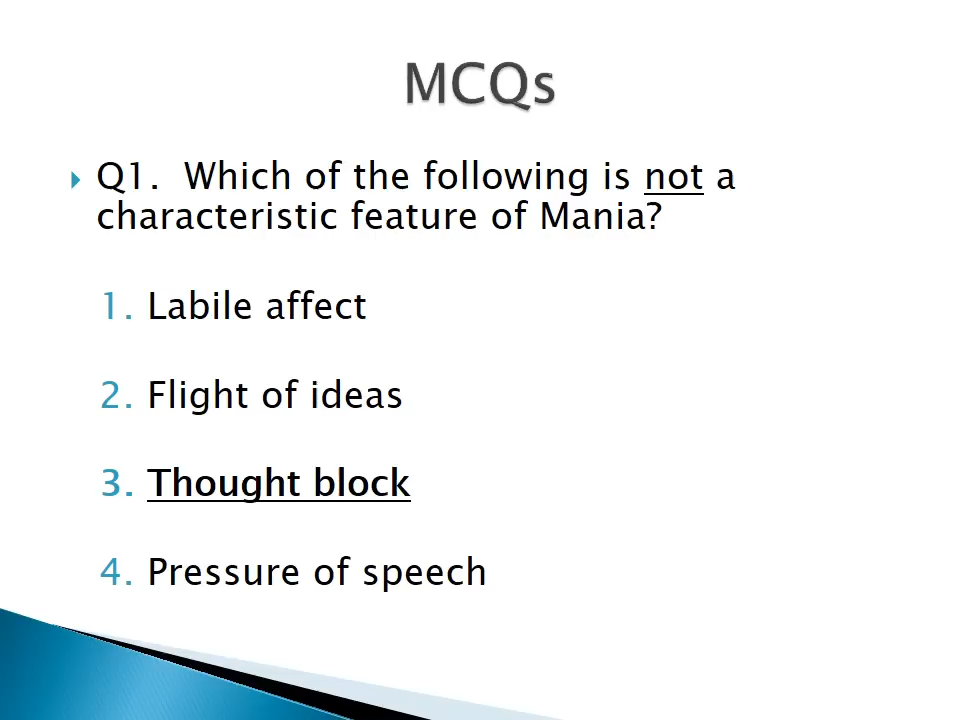 MCQs
Q1.  Which of the following is not a
characteristic feature of Mania?
1. Labile affect
2. Flight of ideas
3. Thought block
4. Pressure of speech